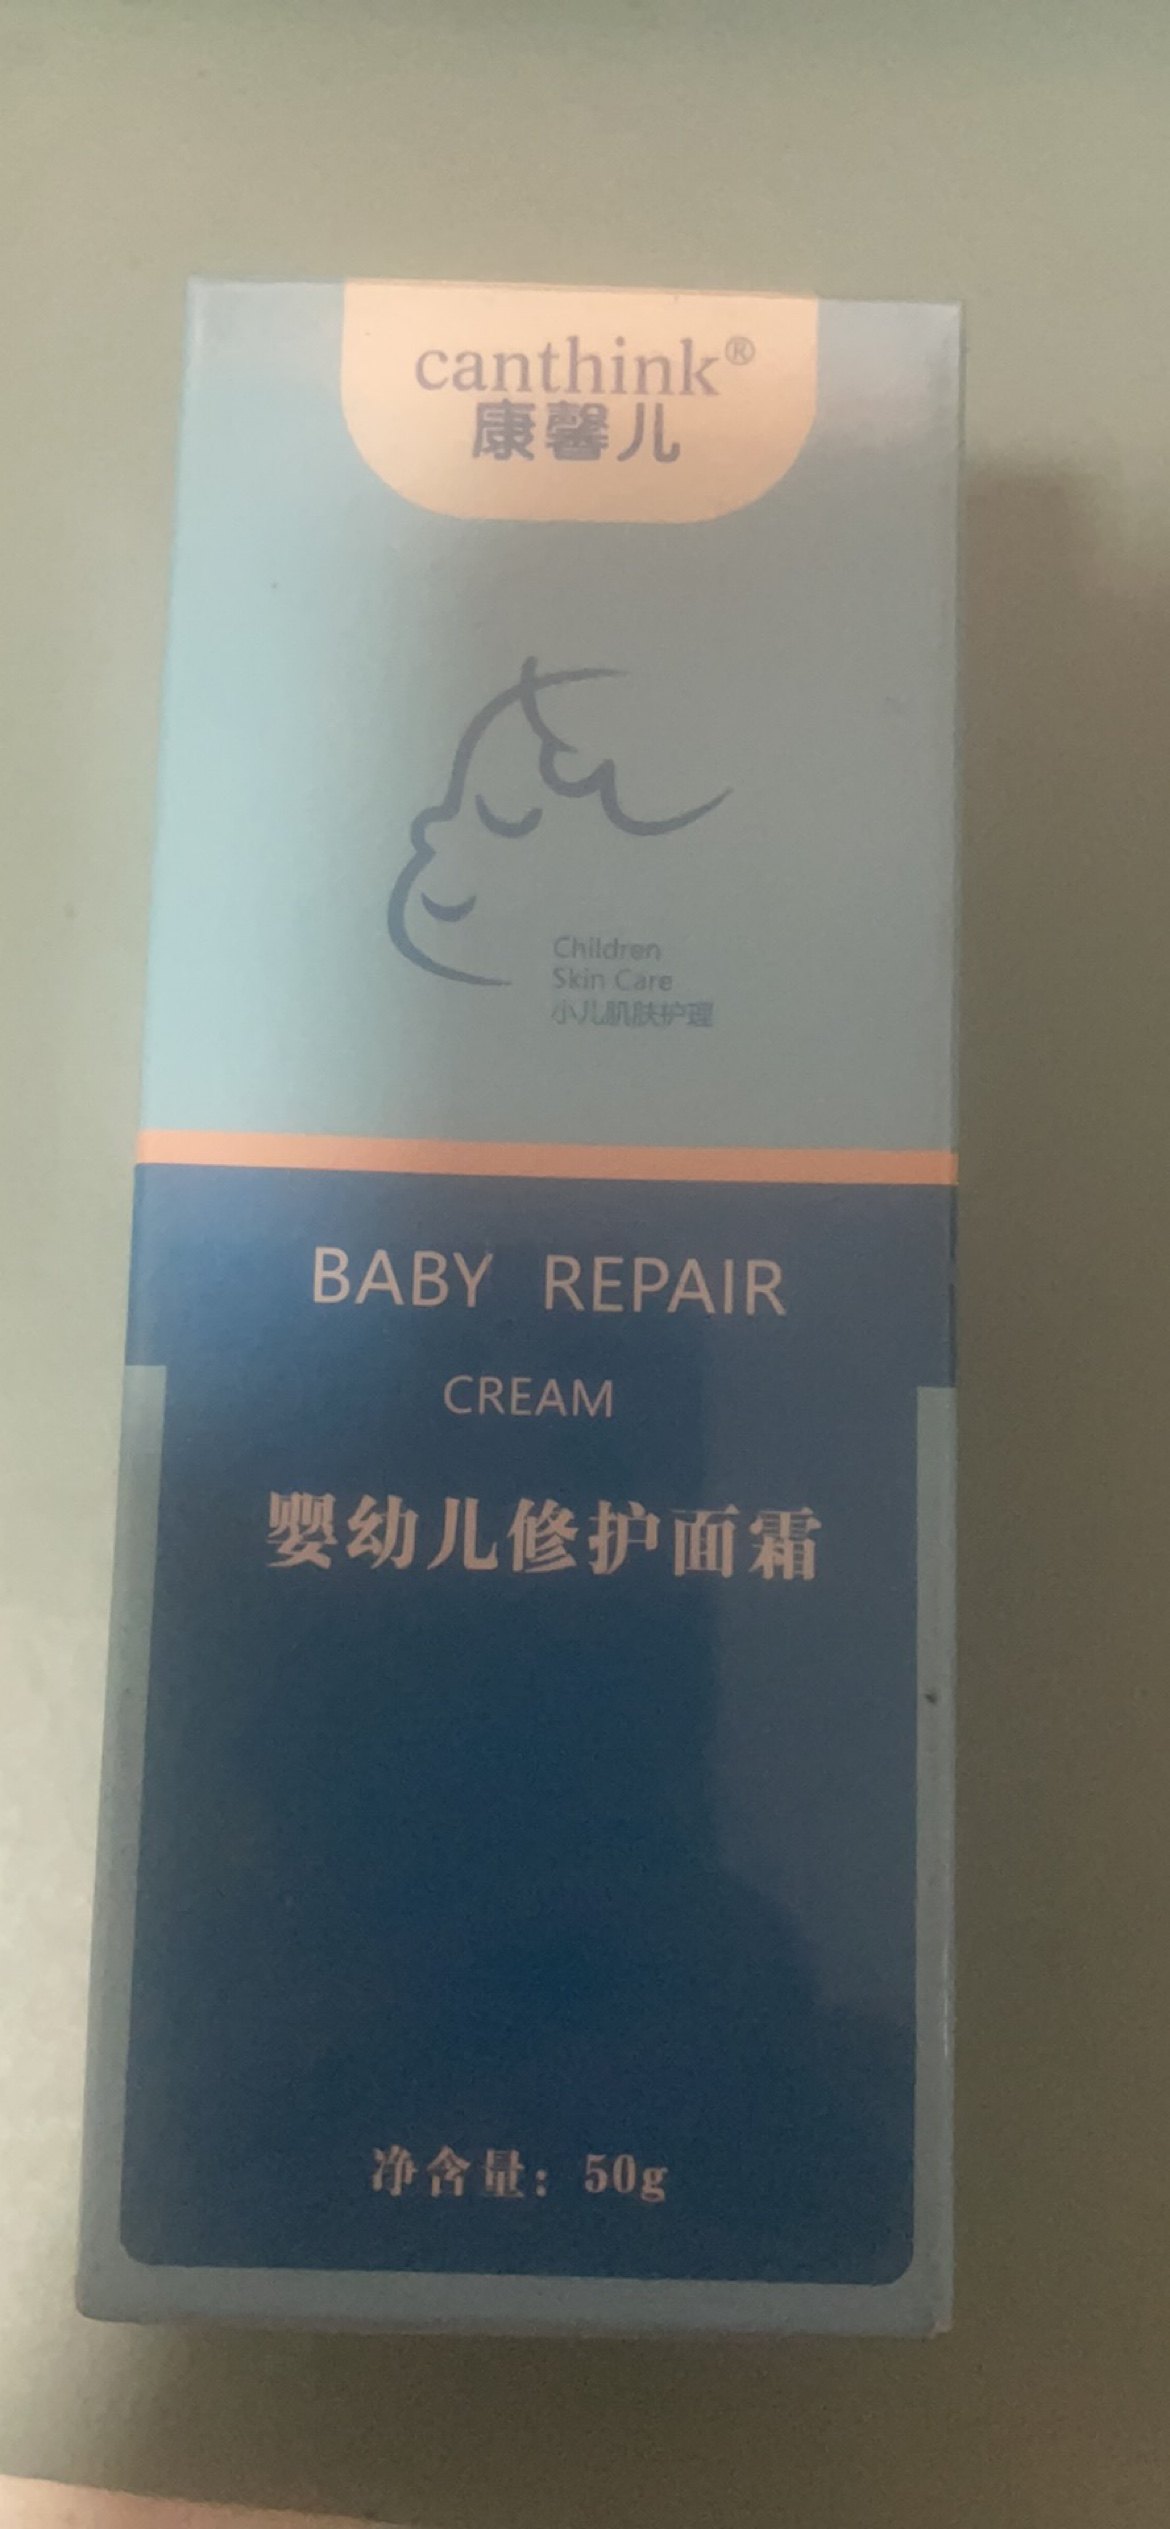 canthink®
康馨儿
Children
Skin Care
小儿肌肤护理
BABY REPAIR
CREAM
婴幼儿修护面霜
净含量：50g